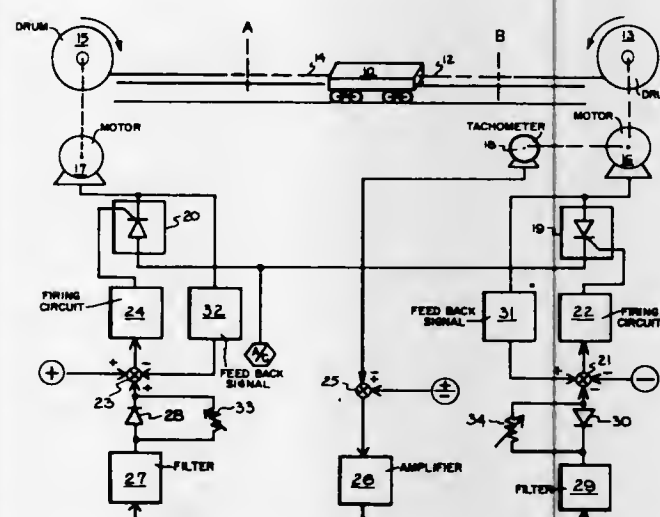 DRUM
15
A
14
10
12
B
13
DRU
MOTOR
17
TACHOMETER
18
MOTOR
16
20
19
FIRING
CIRCUIT
24
32
FEED BACK
SIGNAL
A/C
FEED BACK
SIGNAL
31
22
FIRING
CIRCUIT
+
+
-
+
23
28
33
25
-
+
+
±
+
-
-
21
-
34
30
27
FILTER
26
AMPLIFIER
FILTER
29